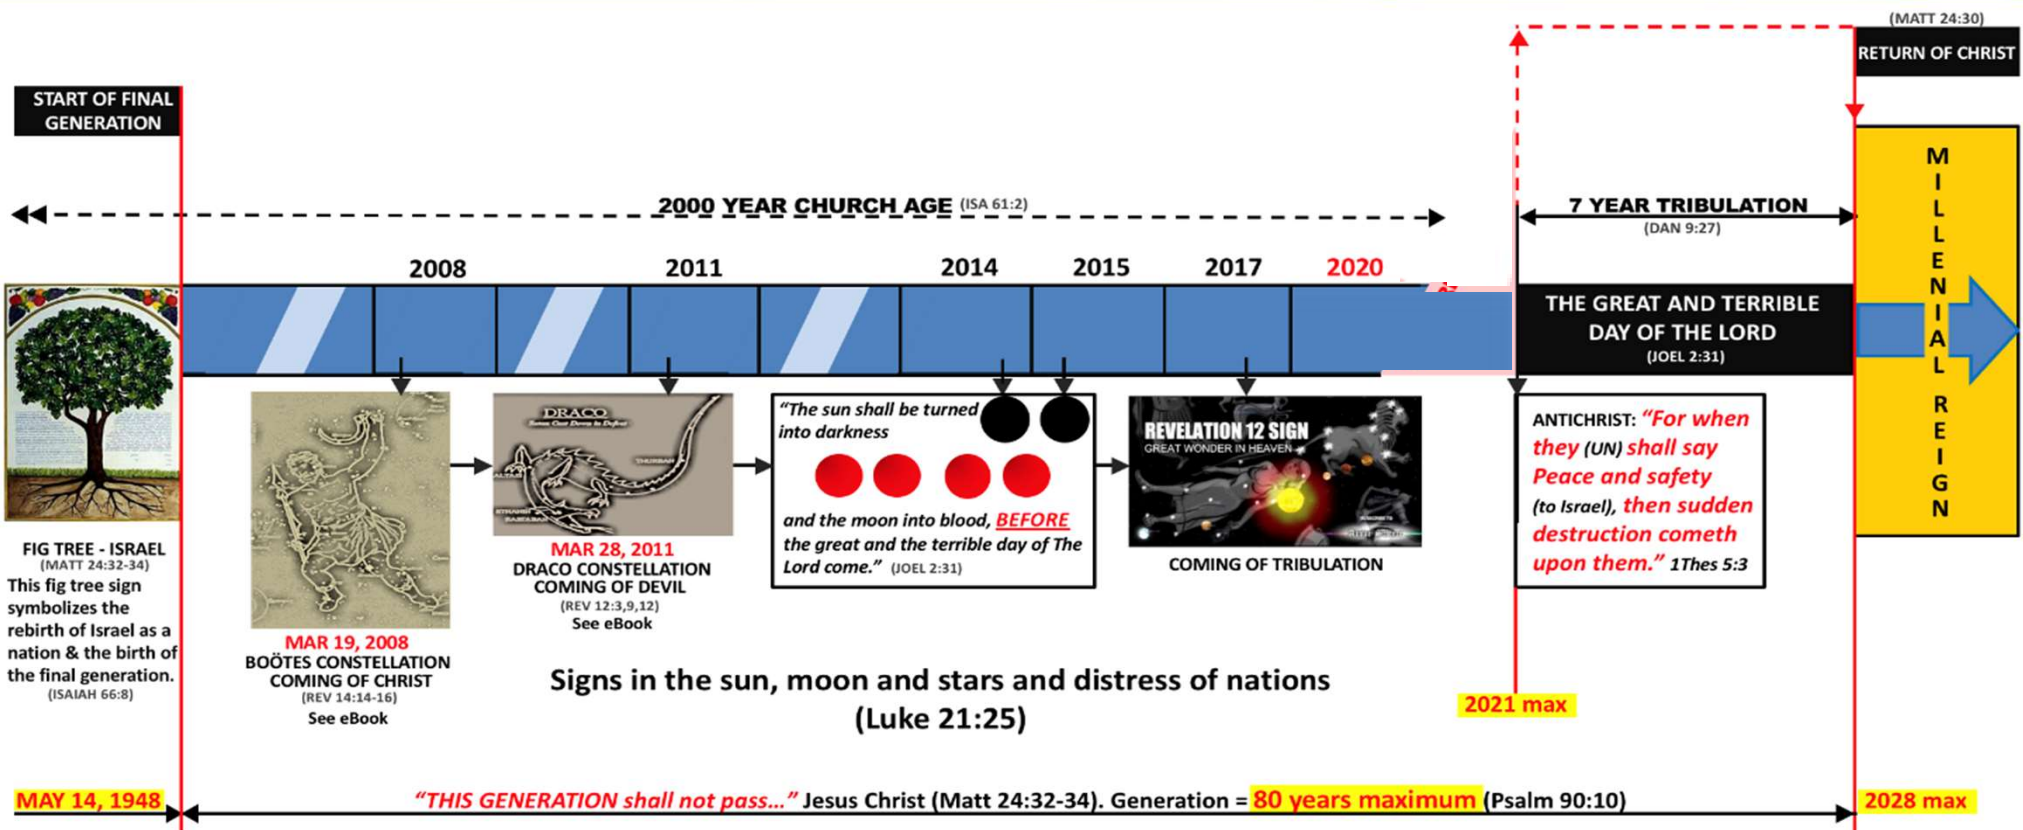 (MATT 24:30)
RETURN OF CHRIST
START OF FINAL
GENERATION
2000 YEAR CHURCH AGE (ISA 61:2)
7 YEAR TRIBULATION
(DAN 9:27)
2008
2011
2014
2015
2017
2020
THE GREAT AND TERRIBLE
DAY OF THE LORD
(JOEL 2:31)
MILLENIAL REIGN
FIG TREE - ISRAEL
(MATT 24:32-34)
This fig tree sign
symbolizes the
rebirth of Israel as a
nation & the birth of
the final generation.
(ISAIAH 66:8)
MAR 19, 2008
BOÖTES CONSTELLATION
COMING OF CHRIST
(REV 14:14-16)
See eBook
DRACO
THURBAN
MAR 28, 2011
DRACO CONSTELLATION
COMING OF DEVIL
(REV 12:3,9,12)
See eBook
“The sun shall be turned
into darkness
and the moon into blood, BEFORE
the great and the terrible day of The
Lord come.” (JOEL 2:31)
REVELATION 12 SIGN
GREAT WONDER IN HEAVEN
COMING OF TRIBULATION
ANTICHRIST: “For when
they (UN) shall say
Peace and safety
(to Israel), then sudden
destruction cometh
upon them.” 1Thes 5:3
Signs in the sun, moon and stars and distress of nations
(Luke 21:25)
2021 max
MAY 14, 1948
“THIS GENERATION shall not pass...” Jesus Christ (Matt 24:32-34). Generation = 80 years maximum (Psalm 90:10)
2028 max